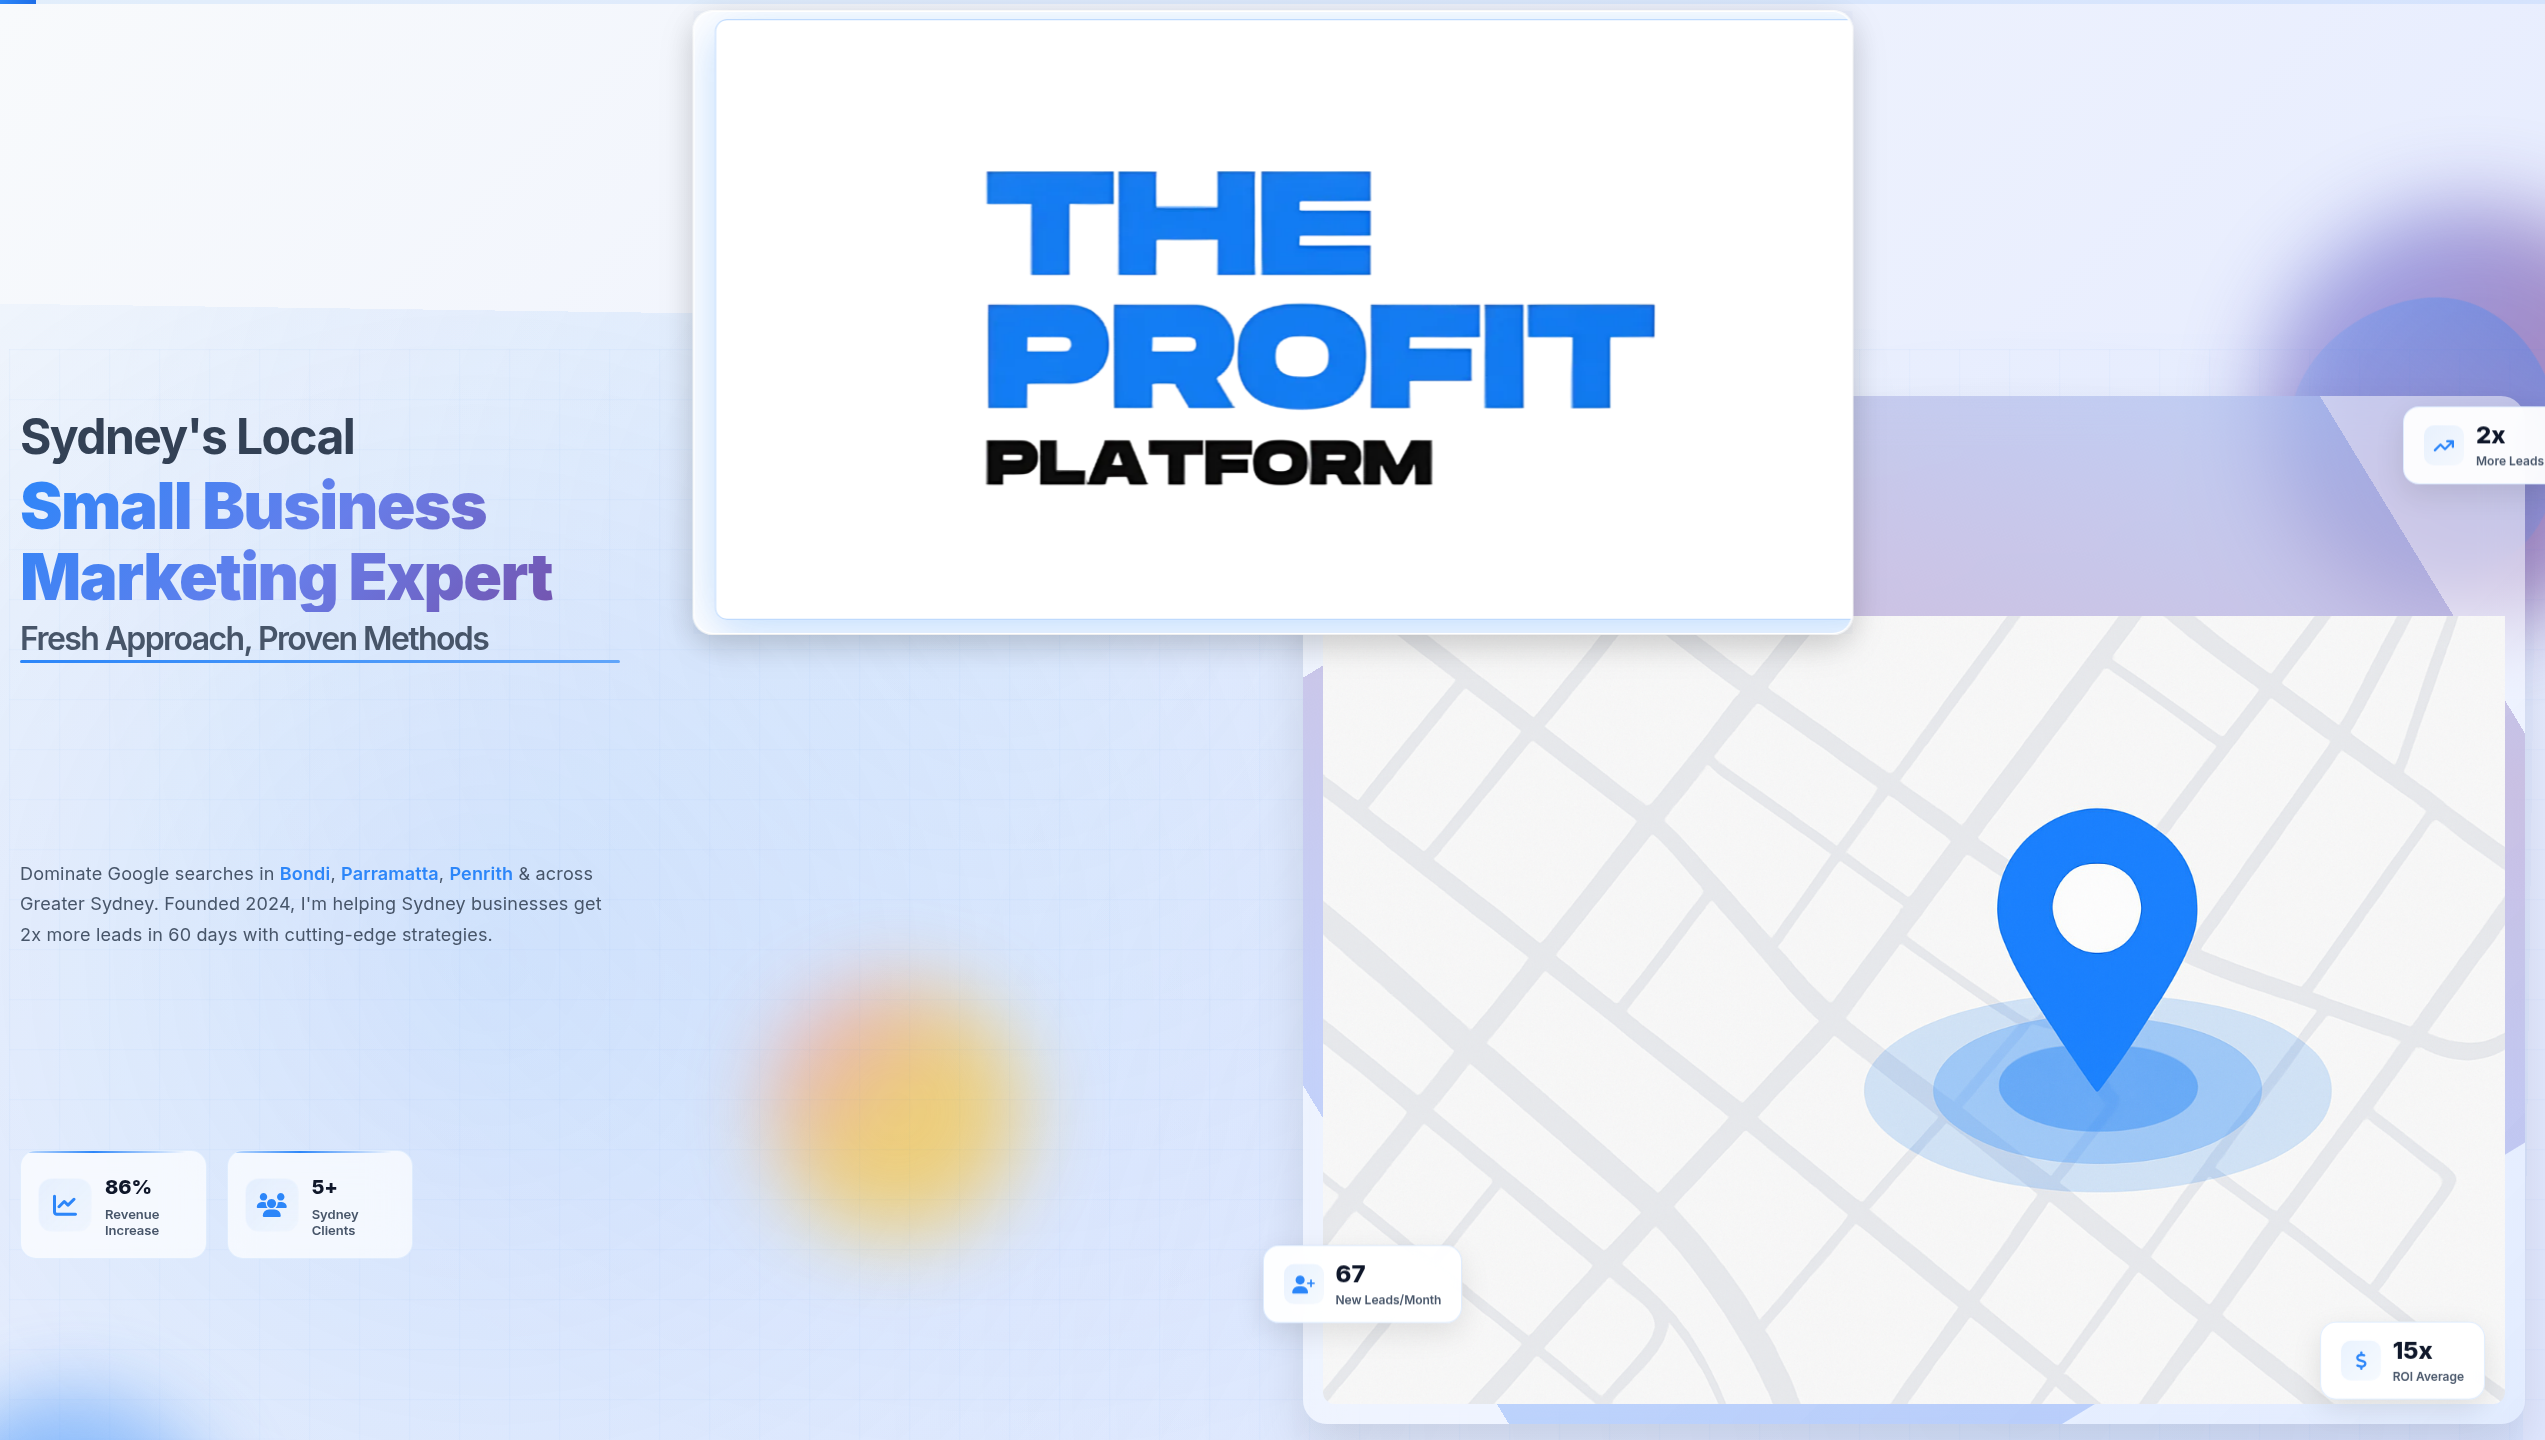 THE
PROFIT
PLATFORM
Sydney's Local
Small Business
Marketing Expert
Fresh Approach, Proven Methods
Dominate Google searches in Bondi, Parramatta, Penrith & across
Greater Sydney. Founded 2024, I'm helping Sydney businesses get
2x more leads in 60 days with cutting-edge strategies.
86%
Revenue
Increase
5+
Sydney
Clients
2x
More Leads
67
New Leads/Month
15x
ROI Average